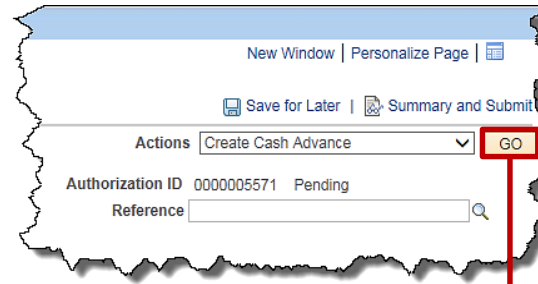 New Window | Personalize Page |
Save for Later | Summary and Submit
Actions Create Cash Advance GO
Authorization ID 0000005571 Pending
Reference